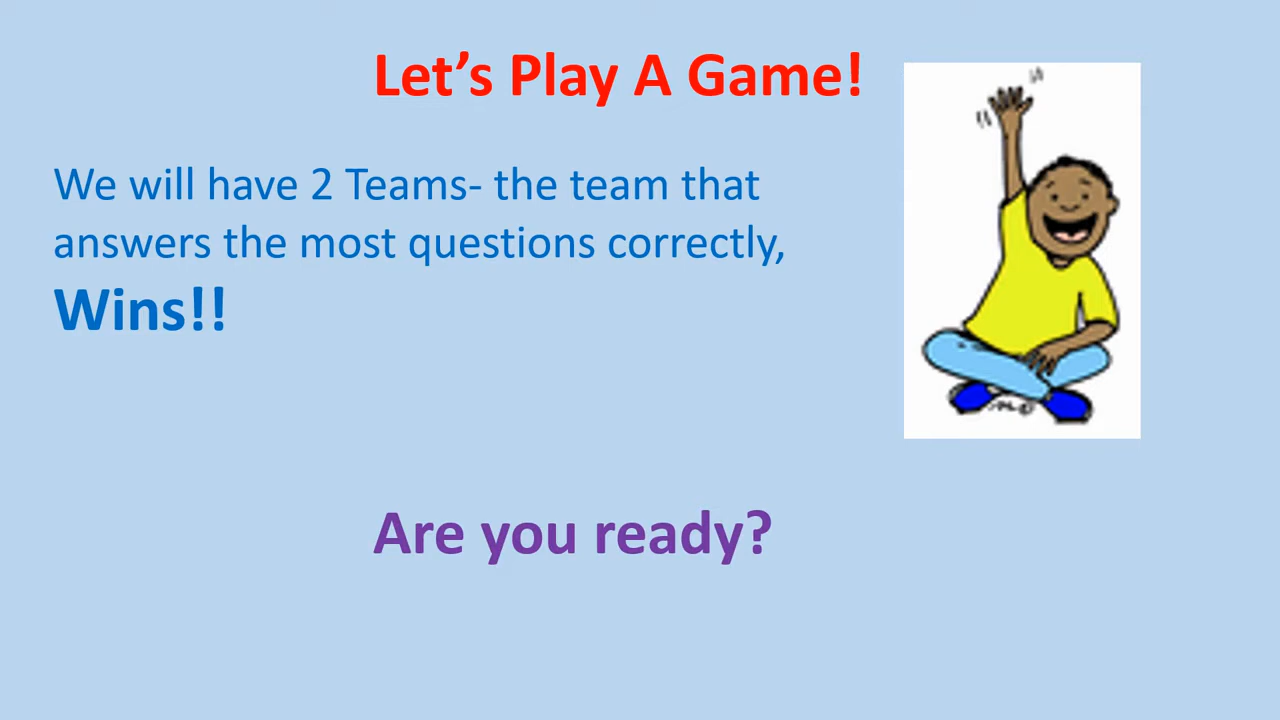 Let’s Play A Game!
We will have 2 Teams- the team that
answers the most questions correctly,
Wins!!
Are you ready?